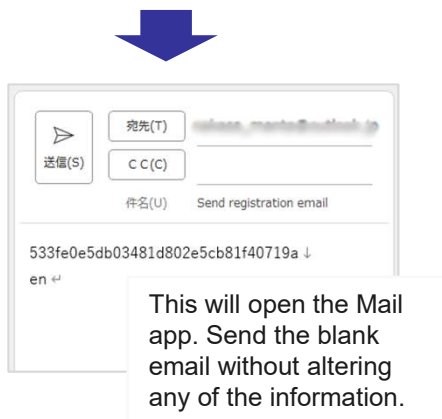 宛先(T)
送信(S)
CC(C)
件名(U) Send registration email
533fe0e5db03481d802e5cb81f40719a ↓
en ↵
This will open the Mail
app. Send the blank
email without altering
any of the information.